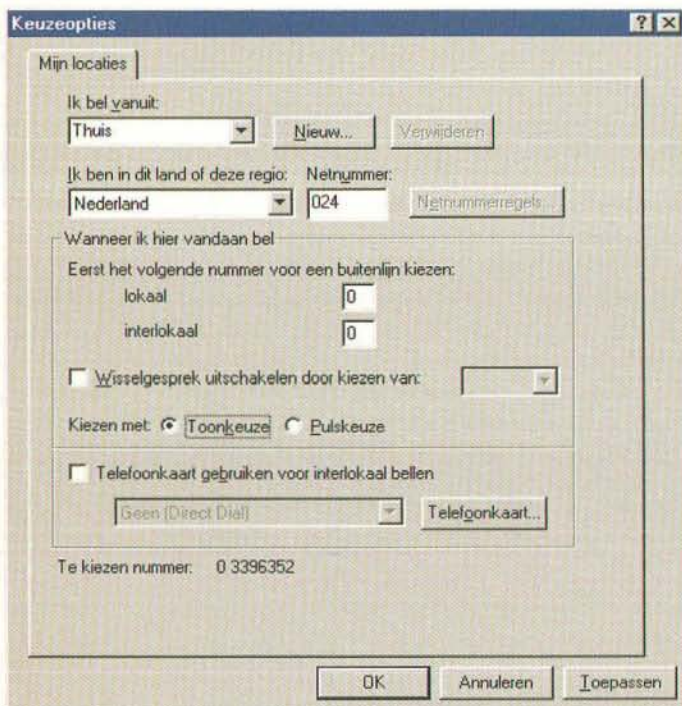 Keuzeopties
Mijn locaties
Ik bel vanuit:
Thuis Nieuw... Verwijderen
Ik ben in dit land of deze regio: Netnummer:
Nederland 024 Netnummerregels...
Wanneer ik hier vandaan bel
Eerst het volgende nummer voor een buitenlijn kiezen:
lokaal 0
interlokaal 0
Wisselgesprek uitschakelen door kiezen van:
Kiezen met: Toonkeuze Pulskeuze
Telefoonkaart gebruiken voor interlokaal bellen
Geen (Direct Dial) Telefoonkaart...
Te kiezen nummer: 0 3396352
OK Annuleren Toepassen